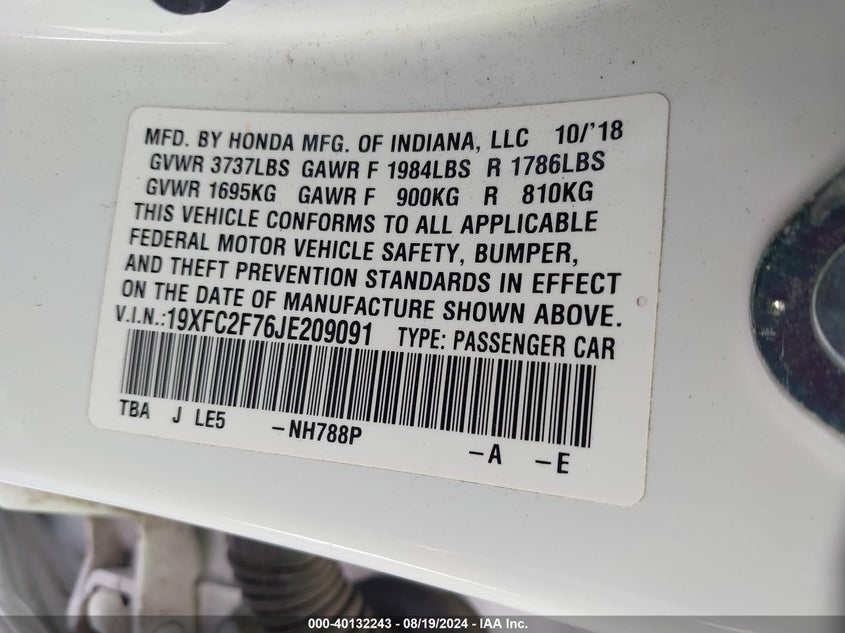 MFD. BY HONDA MFG. OF INDIANA, LLC 10/'18
GVWR 3737LBS GAWR F 1984LBS R 1786LBS
GVWR 1695KG GAWR F 900KG R 810KG
THIS VEHICLE CONFORMS TO ALL APPLICABLE
FEDERAL MOTOR VEHICLE SAFETY, BUMPER,
AND THEFT PREVENTION STANDARDS IN EFFECT
ON THE DATE OF MANUFACTURE SHOWN ABOVE.
V.I.N.:19XFC2F76JE209091 TYPE: PASSENGER CAR
TBA J LE5 -NH788P -A -E
000-40132243 - 08/19/2024 - IAA Inc.